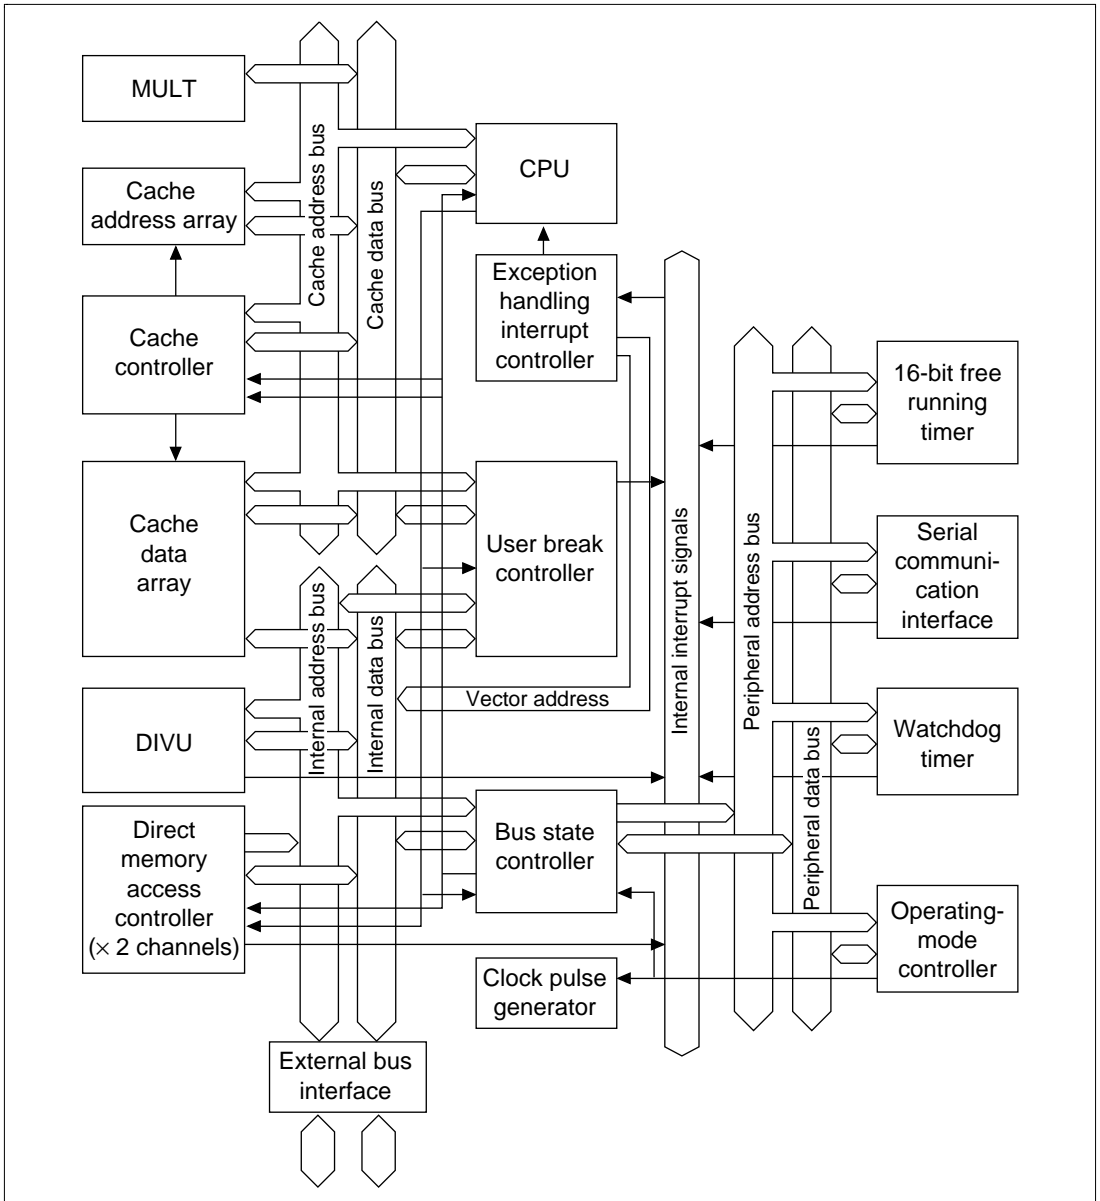 MULT
Cache
address array
Cache
controller
Cache
data
array
DIVU
Direct
memory
access
controller
(× 2 channels)
Cache address bus
Cache data bus
Internal address bus
Internal data bus
External bus
interface
CPU
Exception
handling
interrupt
controller
User break
controller
Vector address
Bus state
controller
Clock pulse
generator
Internal interrupt signals
Peripheral address bus
Peripheral data bus
16-bit free
running
timer
Serial
communi-
cation
interface
Watchdog
timer
Operating-
mode
controller